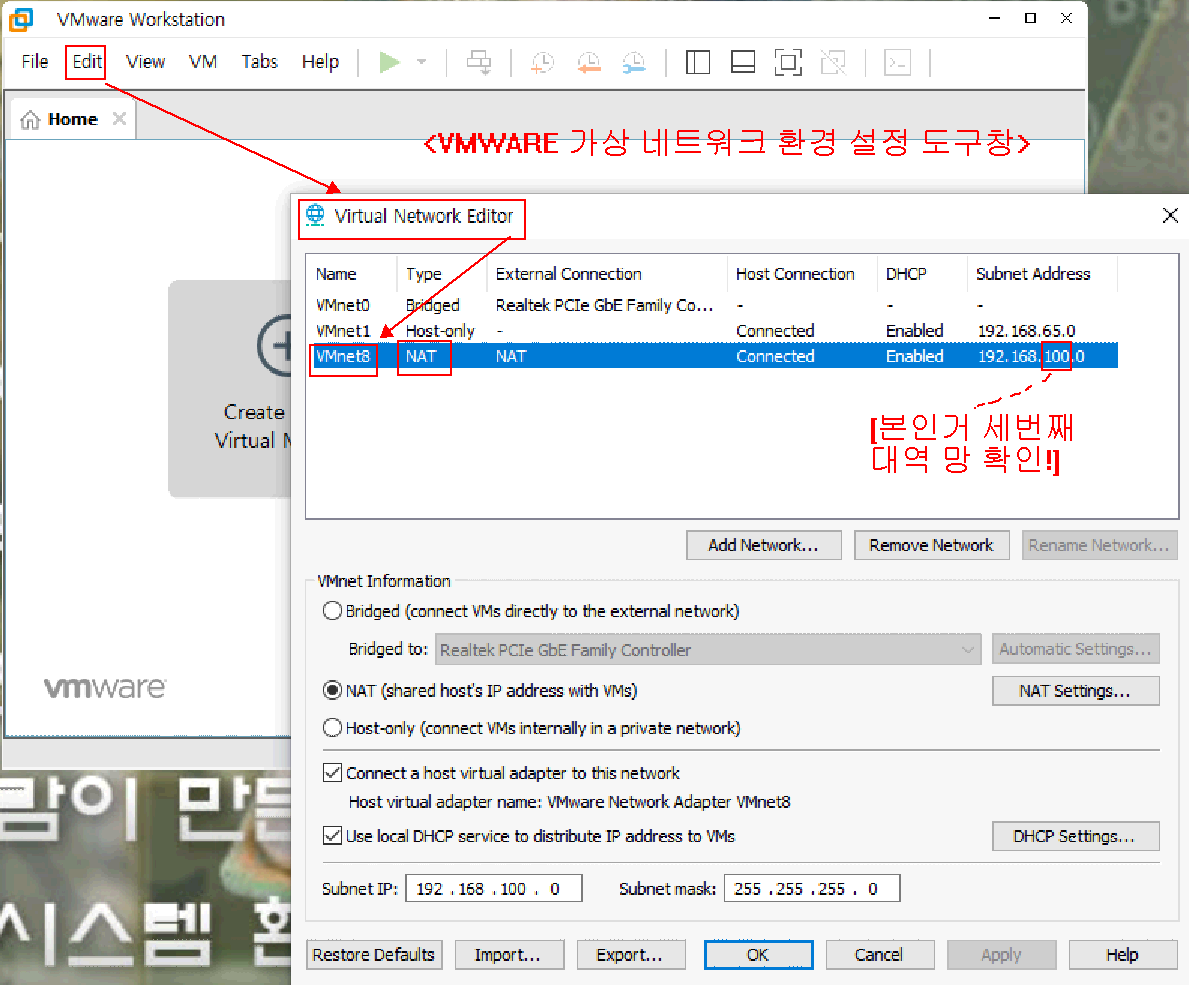 VMware Workstation
File Edit View VM Tabs Help
Home
<VMWARE 가상 네트워크 환경 설정 도구창>
Virtual Network Editor
Name Type External Connection Host Connection DHCP Subnet Address
VMnet0 Bridged Realtek PCIe GbE Family Co... - - -
VMnet1 Host-only - Connected Enabled 192.168.65.0
VMnet8 NAT NAT Connected Enabled 192.168.100.0
[본인거 세번째
대역 망 확인!]
Create
Virtual
vmware
Add Network... Remove Network Rename Network...
VMnet Information
Bridged (connect VMs directly to the external network)
Bridged to: Realtek PCIe GbE Family Controller Automatic Settings...
NAT (shared host's IP address with VMs) NAT Settings...
Host-only (connect VMs internally in a private network)
Connect a host virtual adapter to this network
Host virtual adapter name: VMware Network Adapter VMnet8
Use local DHCP service to distribute IP address to VMs DHCP Settings...
Subnet IP: 192 . 168 . 100 . 0 Subnet mask: 255 . 255 . 255 . 0
Restore Defaults Import... Export... OK Cancel Apply Help
람이 만든
시스템 환